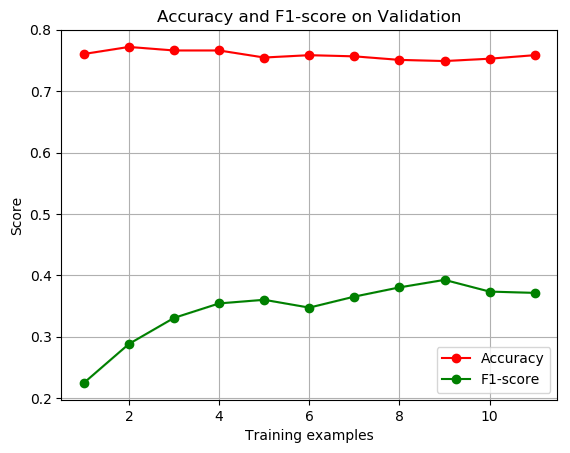 Accuracy and F1-score on Validation
0.8
0.7
0.6
0.5
0.4
0.3
0.2
Score
2 4 6 8 10
Training examples
Accuracy
F1-score